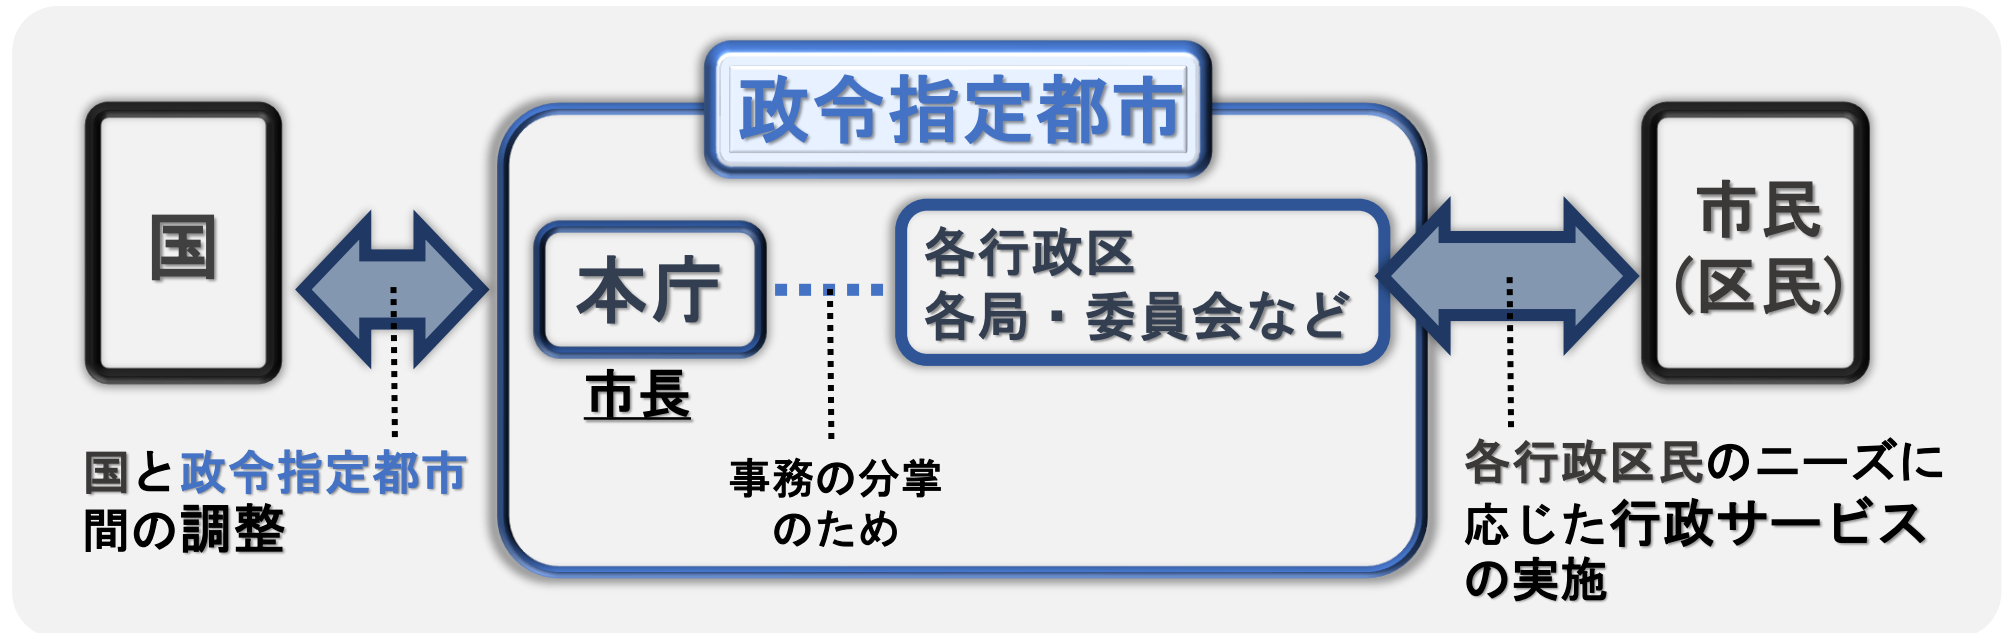 政令指定都市
国
本庁
市長
各行政区
各局・委員会など
市民
(区民)
国と政令指定都市
間の調整
事務の分掌
のため
各行政区民のニーズに
応じた行政サービス
の実施